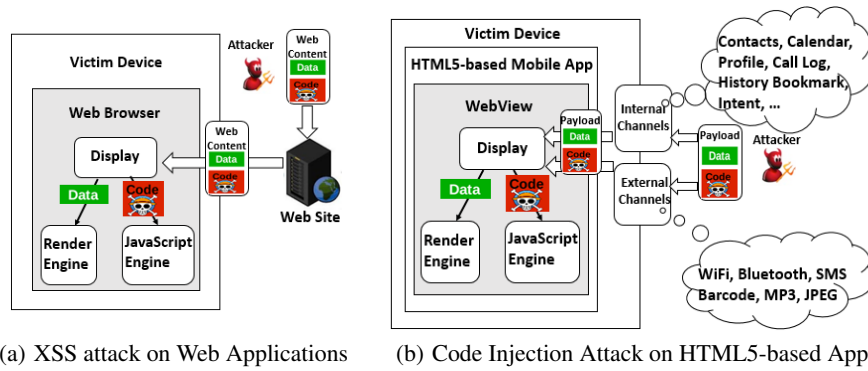 Victim Device
Web Browser
Display
Data
Code
Render
Engine
JavaScript
Engine
Attacker
Web
Content
Data
Code
Web
Content
Data
Code
Web Site
(a) XSS attack on Web Applications
Victim Device
HTML5-based Mobile App
WebView
Display
Data
Code
Render
Engine
JavaScript
Engine
Payload
Data
Code
Internal
Channels
External
Channels
Payload
Data
Code
Attacker
Contacts, Calendar,
Profile, Call Log,
History Bookmark,
Intent, ...
WiFi, Bluetooth, SMS
Barcode, MP3, JPEG
(b) Code Injection Attack on HTML5-based App